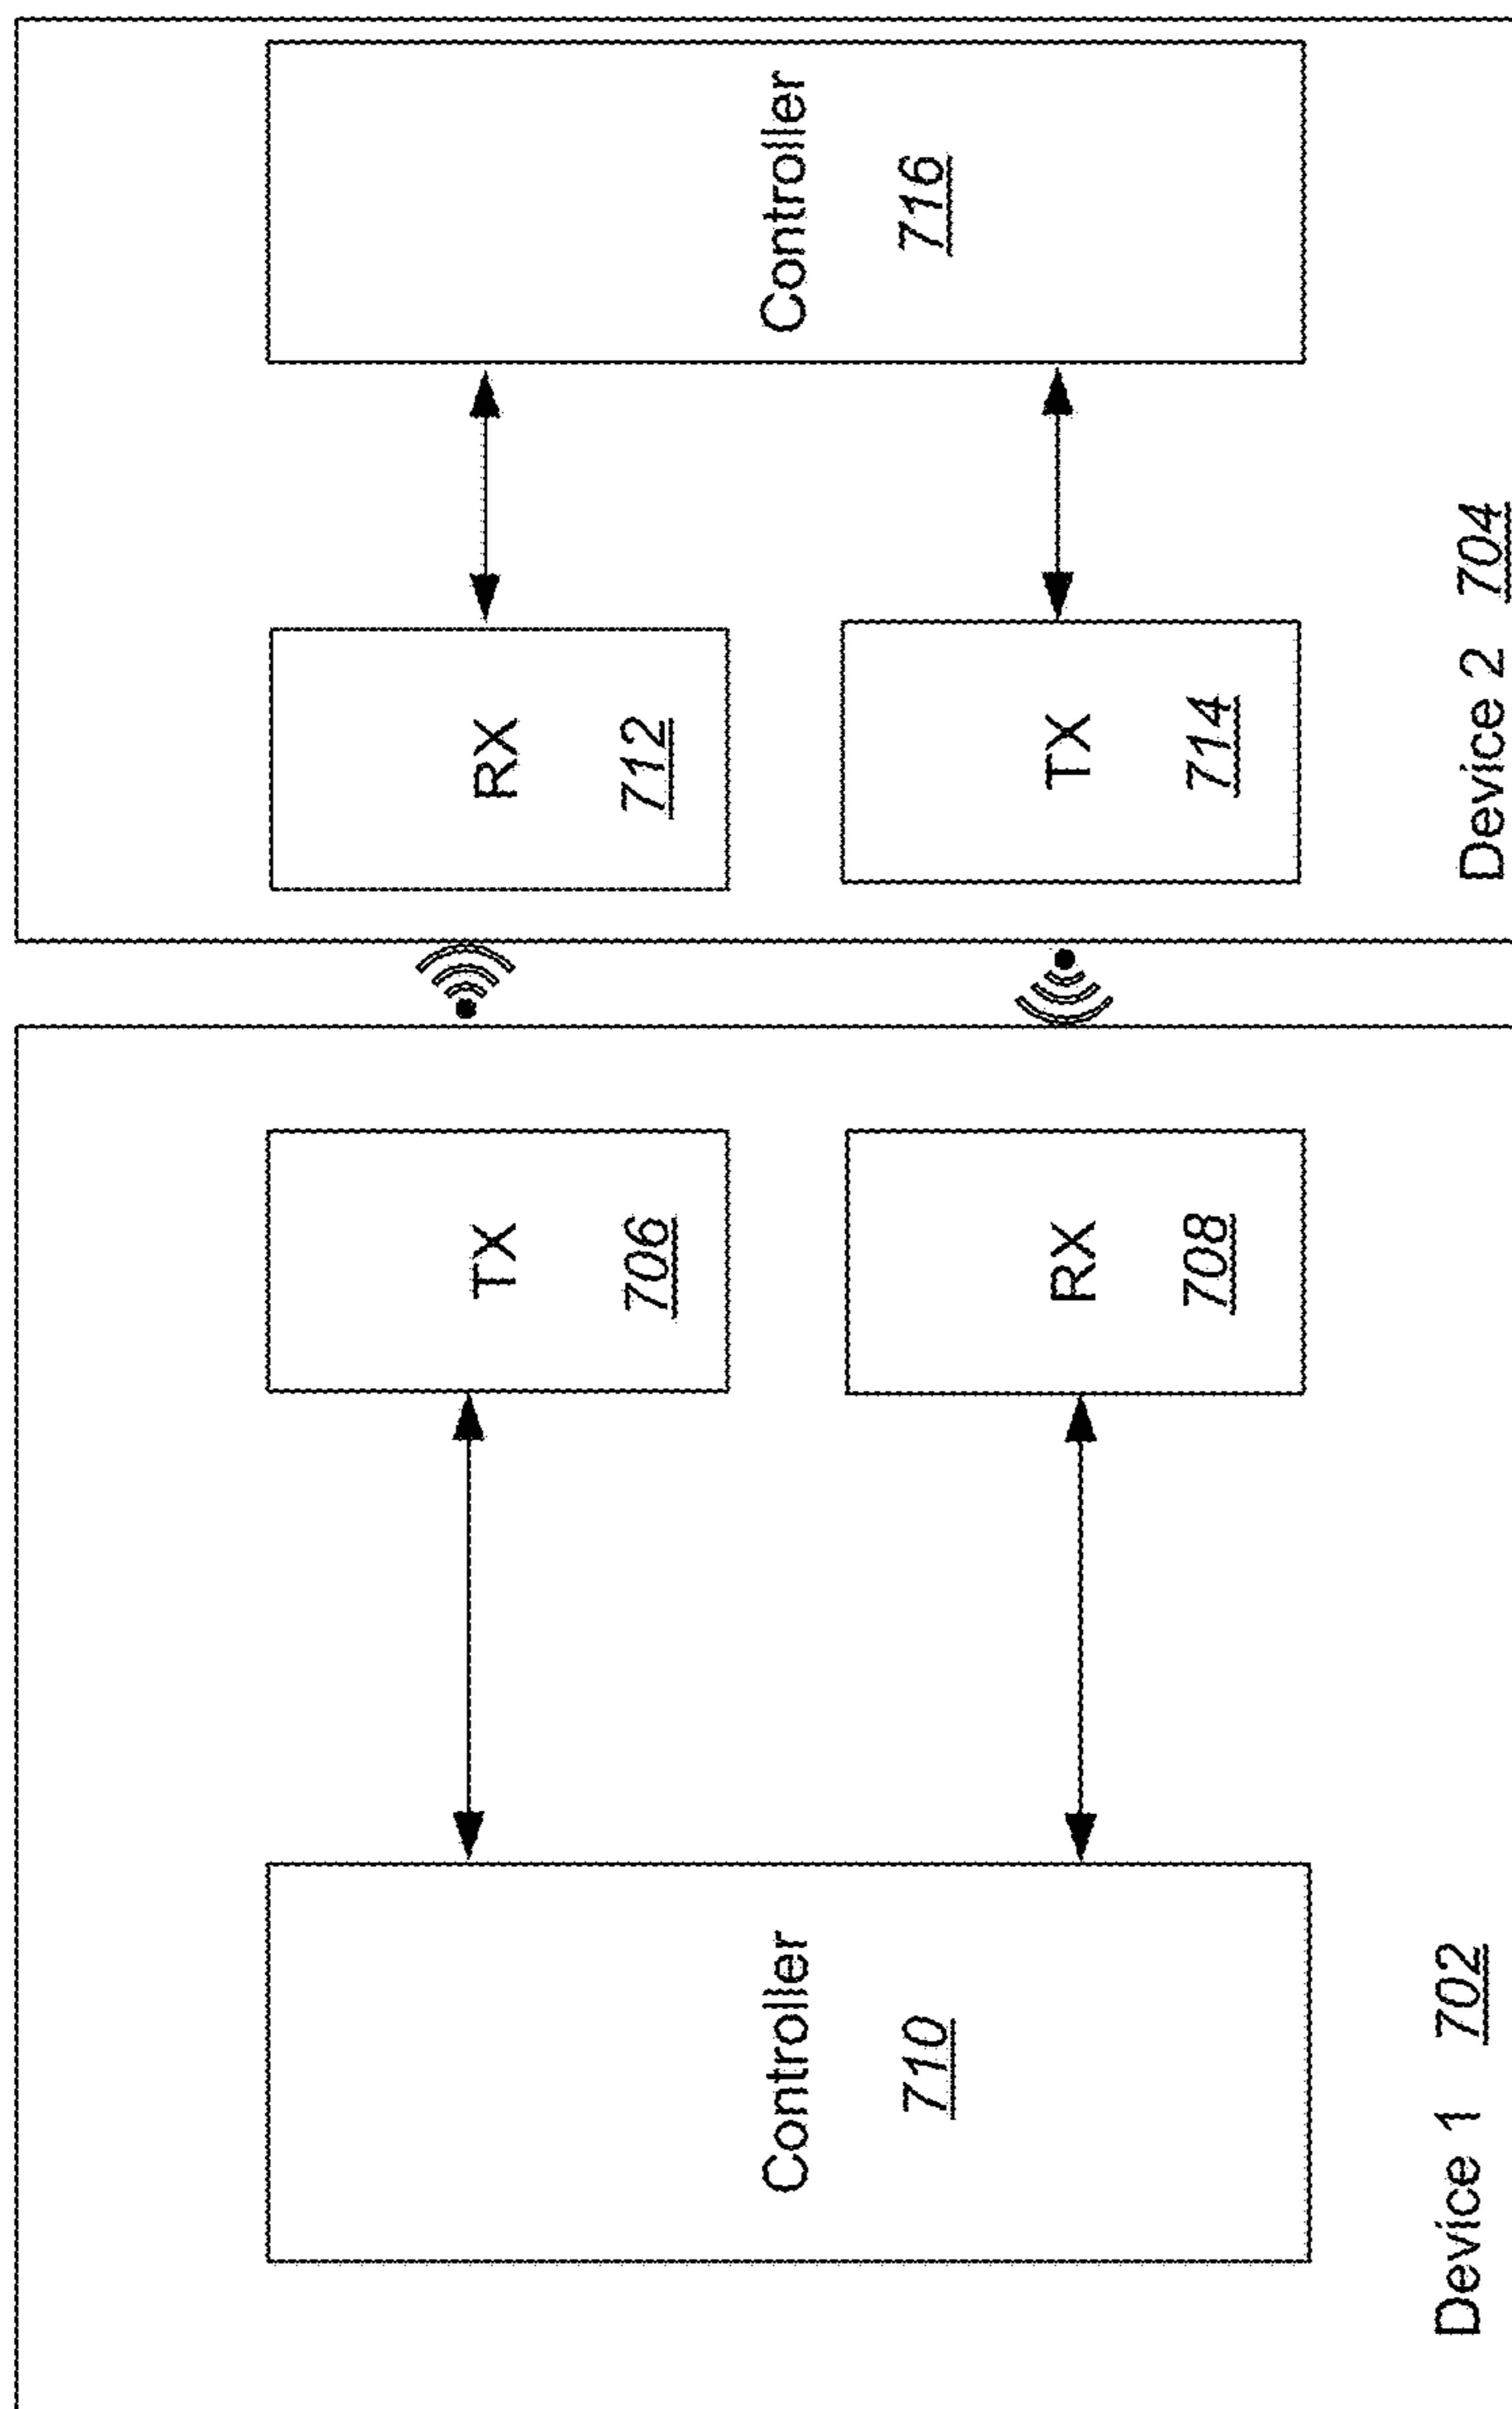 Controller
710
TX
706
RX
708
Device 1 702
RX
712
TX
714
Controller
716
Device 2 704